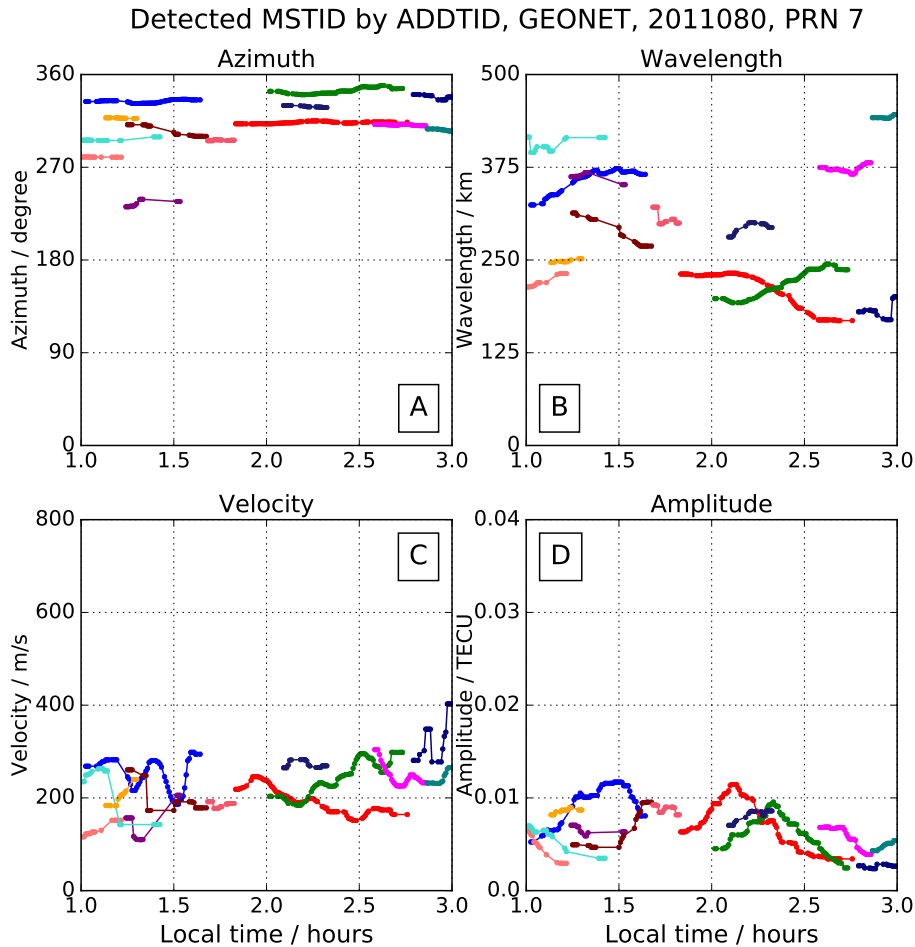 Detected MSTID by ADDTID, GEONET, 2011080, PRN 7
Azimuth
Azimuth / degree
360
270
180
90
0
A
1.0 1.5 2.0 2.5 3.0
Wavelength
Wavelength / km
500
375
250
125
0
B
1.0 1.5 2.0 2.5 3.0
Velocity
Velocity / m/s
800
600
400
200
0
C
1.0 1.5 2.0 2.5 3.0
Local time / hours
Amplitude
Amplitude / TECU
0.04
0.03
0.02
0.01
0.0
D
1.0 1.5 2.0 2.5 3.0
Local time / hours